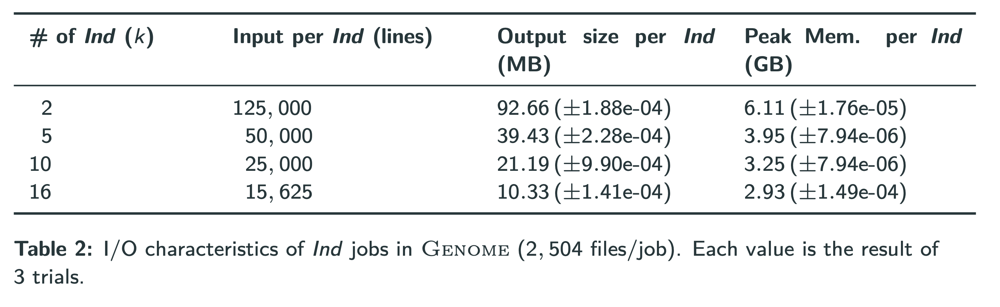 # of Ind (k) Input per Ind (lines) Output size per Ind (MB) Peak Mem. per Ind (GB)
2 125, 000 92.66 (±1.88e-04) 6.11 (±1.76e-05)
5 50, 000 39.43 (±2.28e-04) 3.95 (±7.94e-06)
10 25, 000 21.19 (±9.90e-04) 3.25 (±7.94e-06)
16 15, 625 10.33 (±1.41e-04) 2.93 (±1.49e-04)
Table 2: I/O characteristics of Ind jobs in GENOME (2, 504 files/job). Each value is the result of
3 trials.